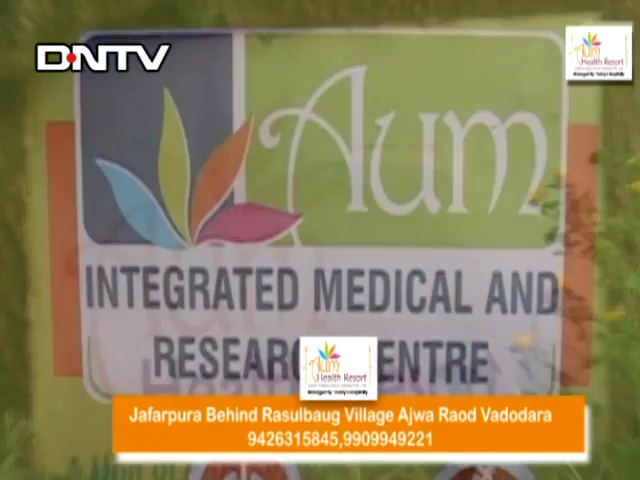 DNTV
Aum
Health Resort
Aum
INTEGRATED MEDICAL AND
RESEARC ENTRE
Aum
Health Resort
Jafarpura Behind Rasulbaug Village Ajwa Raod Vadodara
9426315845,9909949221